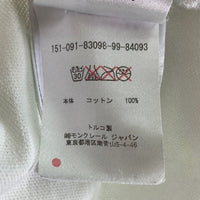 151-091-83098-99-84093
30
本体 コットン 100%
トルコ製
㈱モンクレール ジャパン
東京都港区南青山5-4-46